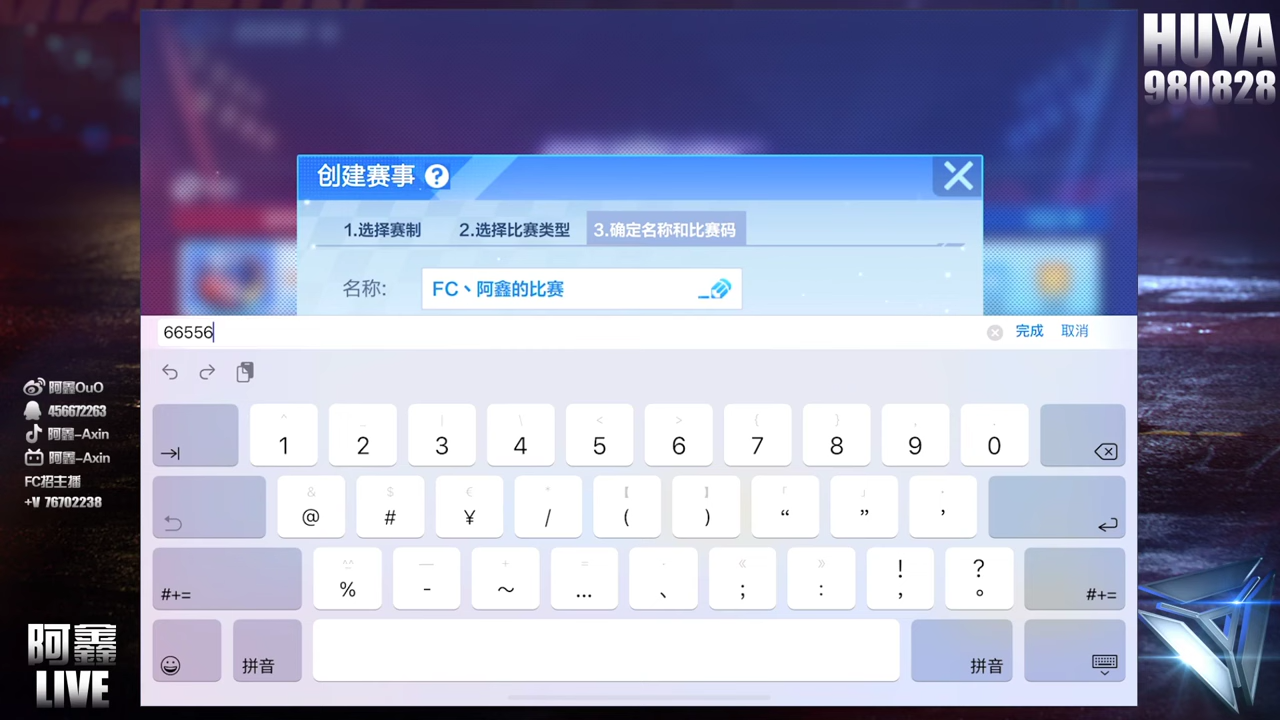 HUYA
980828
创建赛事 ?
1.选择赛制 2.选择比赛类型 3.确定名称和比赛码
名称: FC、阿鑫的比赛
66556 完成 取消
1 2 3 4 5 6 7 8 9 0
@ # ¥ / ( ) “ ” ’
#+= % - ~ ... 、 ; : ! , ? 。 #+=
拼音 拼音
阿鑫OuO
456672263
阿鑫-Axin
阿鑫-Axin
FC招主播
+V 76702238
阿鑫
LIVE